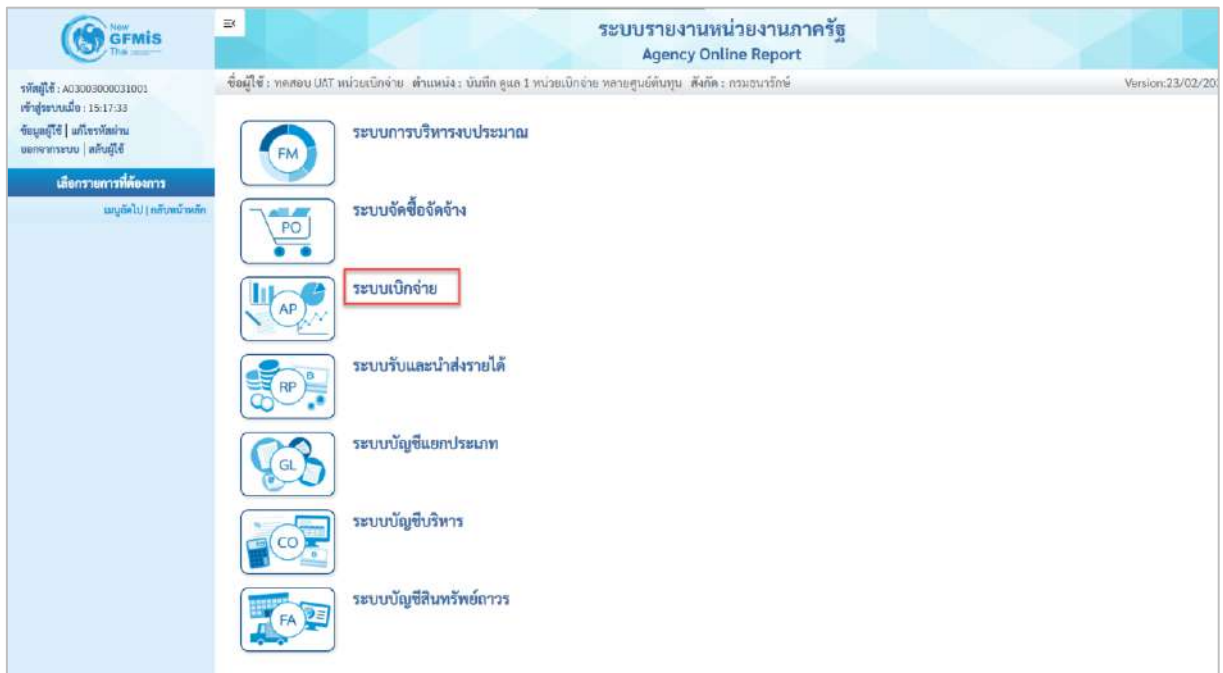 New
GFMIS
Thai
ระบบรายงานหน่วยงานภาครัฐ
Agency Online Report
รหัสผู้ใช้ : A03003000031001
เข้าสู่ระบบเมื่อ : 15:17:33
ข้อมูลผู้ใช้ | แก้ไขรหัสผ่าน
ออกจากระบบ | สลับผู้ใช้
เลือกรายการที่ต้องการ
เมนูถัดไป | กลับหน้าหลัก
ชื่อผู้ใช้ : ทดสอบ UAT หน่วยเบิกจ่าย ตำแหน่ง : บันทึก ดูแล 1 หน่วยเบิกจ่าย หลายศูนย์ต้นทุน สังกัด : กรมธนารักษ์
Version:23/02/20
FM
ระบบการบริหารงบประมาณ
PO
ระบบจัดซื้อจัดจ้าง
AP
ระบบเบิกจ่าย
RP
ระบบรับและนำส่งรายได้
GL
ระบบบัญชีแยกประเภท
CO
ระบบบัญชีบริหาร
FA
ระบบบัญชีสินทรัพย์ถาวร